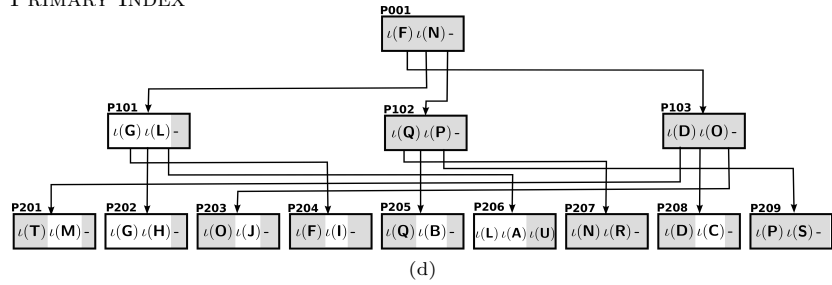 PRIMARY INDEX
P001
ι(F) ι(N) -
P101
ι(G) ι(L) -
P102
ι(Q) ι(P) -
P103
ι(D) ι(O) -
P201
ι(T) ι(M) -
P202
ι(G) ι(H) -
P203
ι(O) ι(J) -
P204
ι(F) ι(I) -
P205
ι(Q) ι(B) -
P206
ι(L) ι(A) ι(U)
P207
ι(N) ι(R) -
P208
ι(D) ι(C) -
P209
ι(P) ι(S) -
(d)